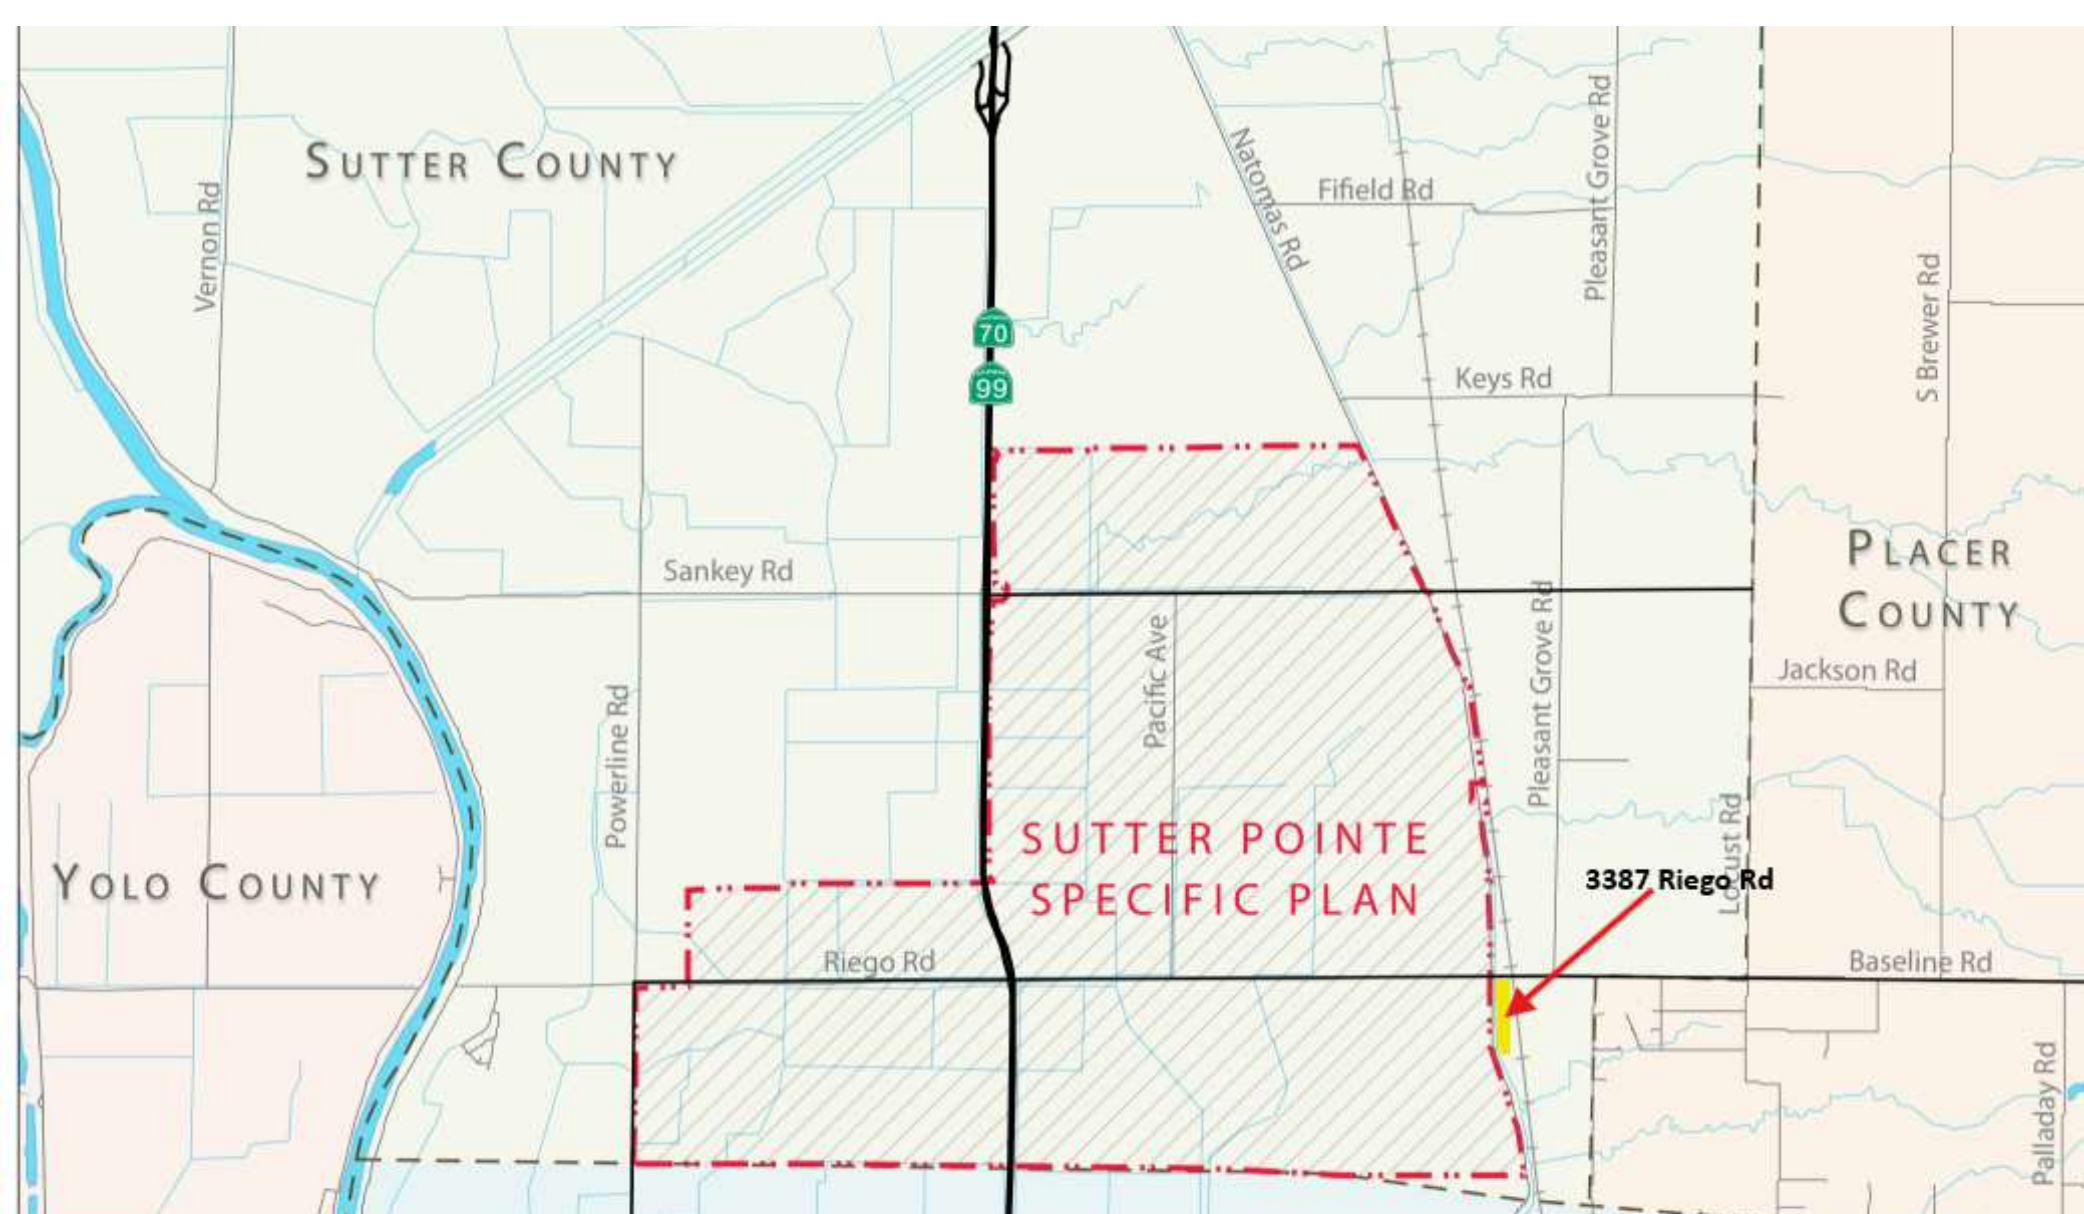 SUTTER COUNTY
Vernon Rd
Natomas Rd
Fifield Rd
Pleasant Grove Rd
S Brewer Rd
70
99
Keys Rd
Sankey Rd
PLACER
COUNTY
Jackson Rd
Pacific Ave
Pleasant Grove Rd
Powerline Rd
SUTTER POINTE
SPECIFIC PLAN
YOLO COUNTY
3387 Riego Rd
Locust Rd
Riego Rd
Baseline Rd
Palladay Rd